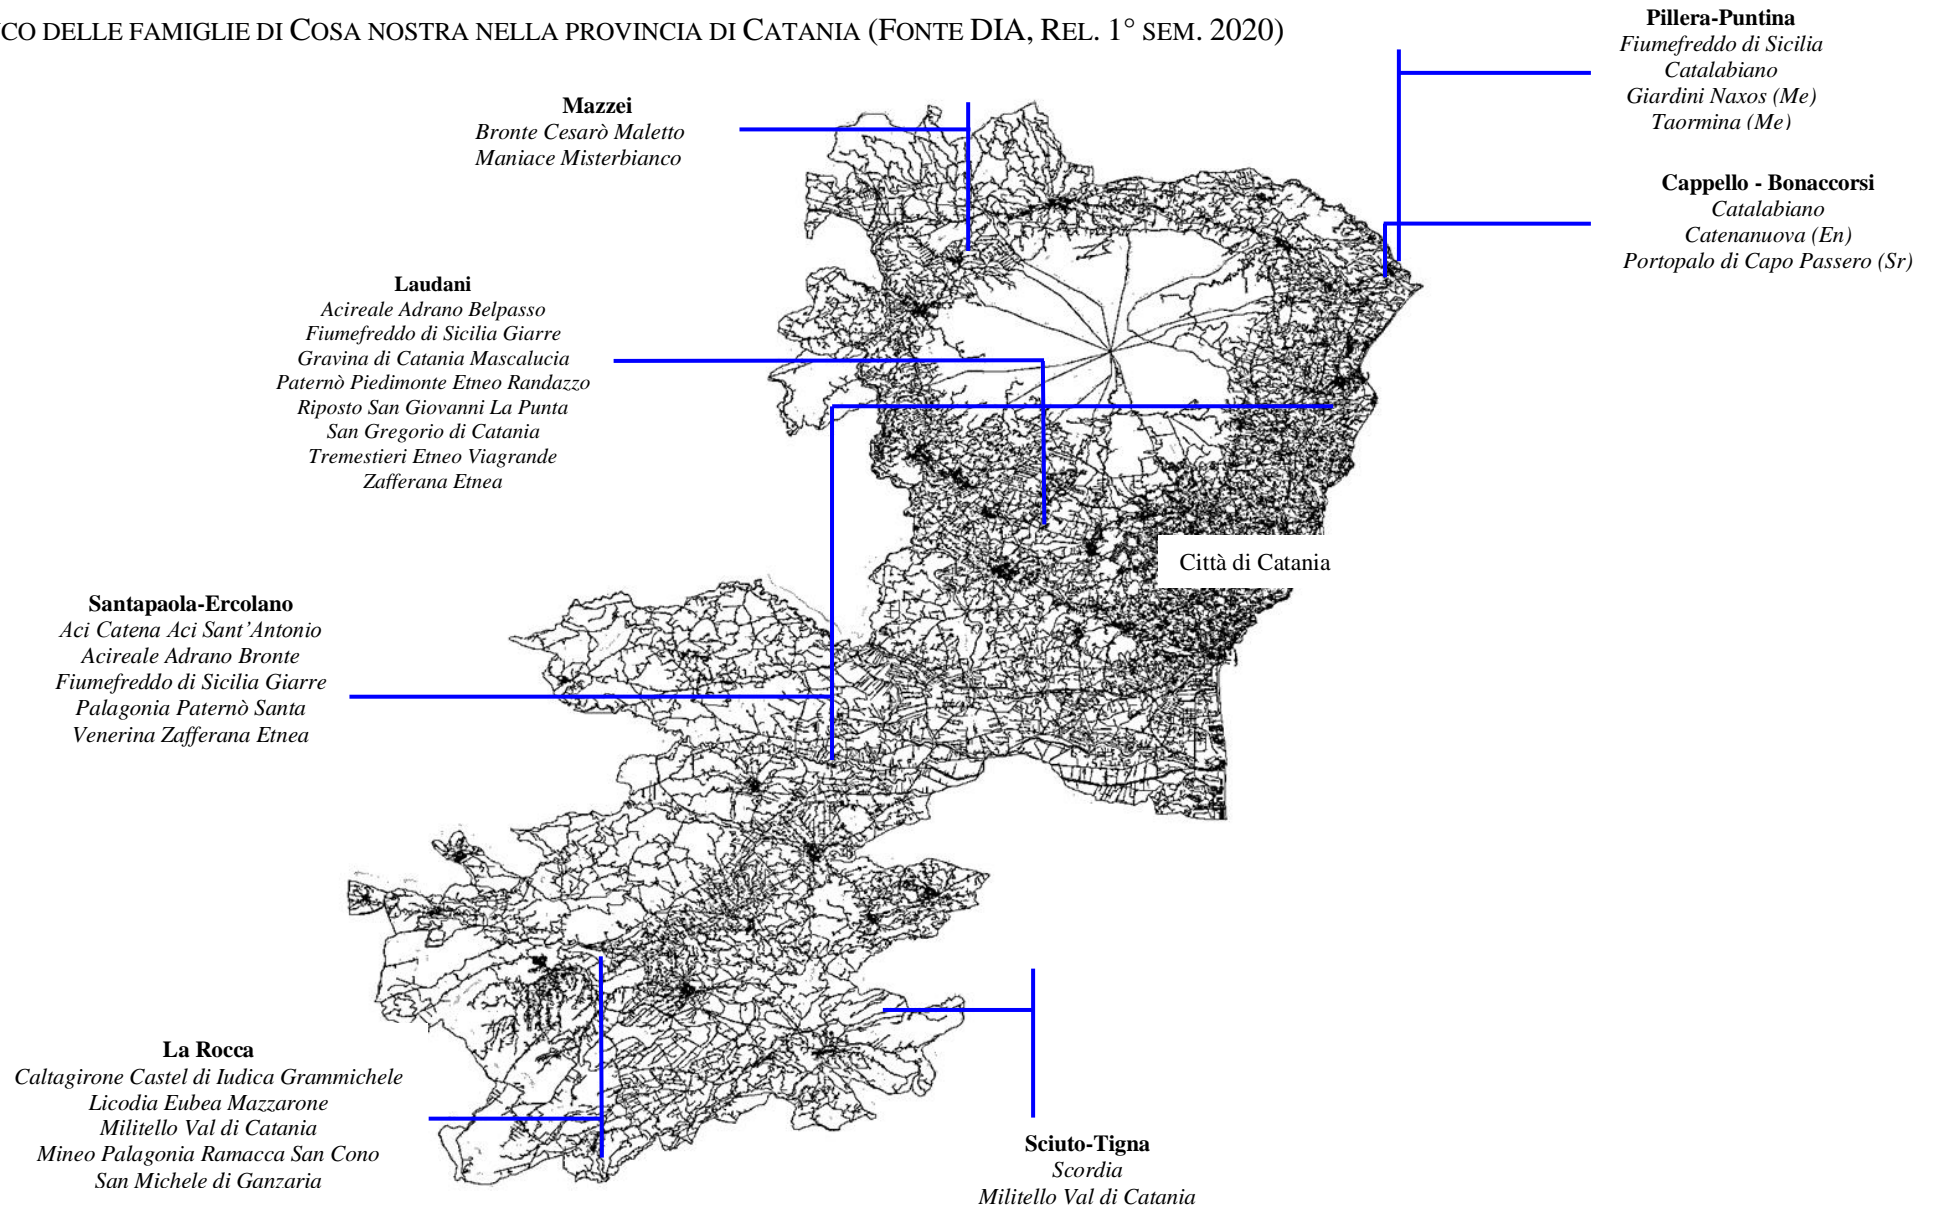 CO DELLE FAMIGLIE DI COSA NOSTRA NELLA PROVINCIA DI CATANIA (FONTE DIA, REL. 1° SEM. 2020)
Pillera-Puntina
Fiumefreddo di Sicilia
Catalabiano
Giardini Naxos (Me)
Taormina (Me)
Mazzei
Bronte Cesarò Maletto
Maniace Misterbianco
Cappello - Bonaccorsi
Catalabiano
Catenanuova (En)
Portopalo di Capo Passero (Sr)
Laudani
Acireale Adrano Belpasso
Fiumefreddo di Sicilia Giarre
Gravina di Catania Mascalucia
Paternò Piedimonte Etneo Randazzo
Riposto San Giovanni La Punta
San Gregorio di Catania
Tremestieri Etneo Viagrande
Zafferana Etnea
Città di Catania
Santapaola-Ercolano
Aci Catena Aci Sant’Antonio
Acireale Adrano Bronte
Fiumefreddo di Sicilia Giarre
Palagonia Paternò Santa
Venerina Zafferana Etnea
La Rocca
Caltagirone Castel di Iudica Grammichele
Licodia Eubea Mazzarone
Militello Val di Catania
Mineo Palagonia Ramacca San Cono
San Michele di Ganzaria
Sciuto-Tigna
Scordia
Militello Val di Catania